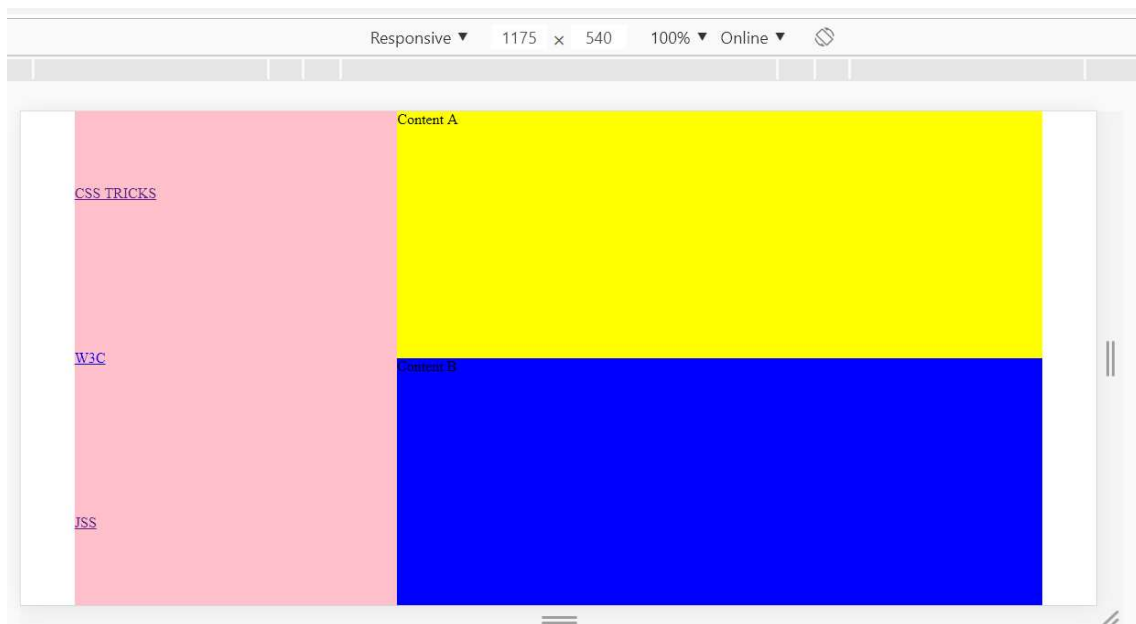 Responsive ▼ 1175 × 540 100% ▼ Online ▼
Content A
CSS TRICKS
W3C
Content B
JSS